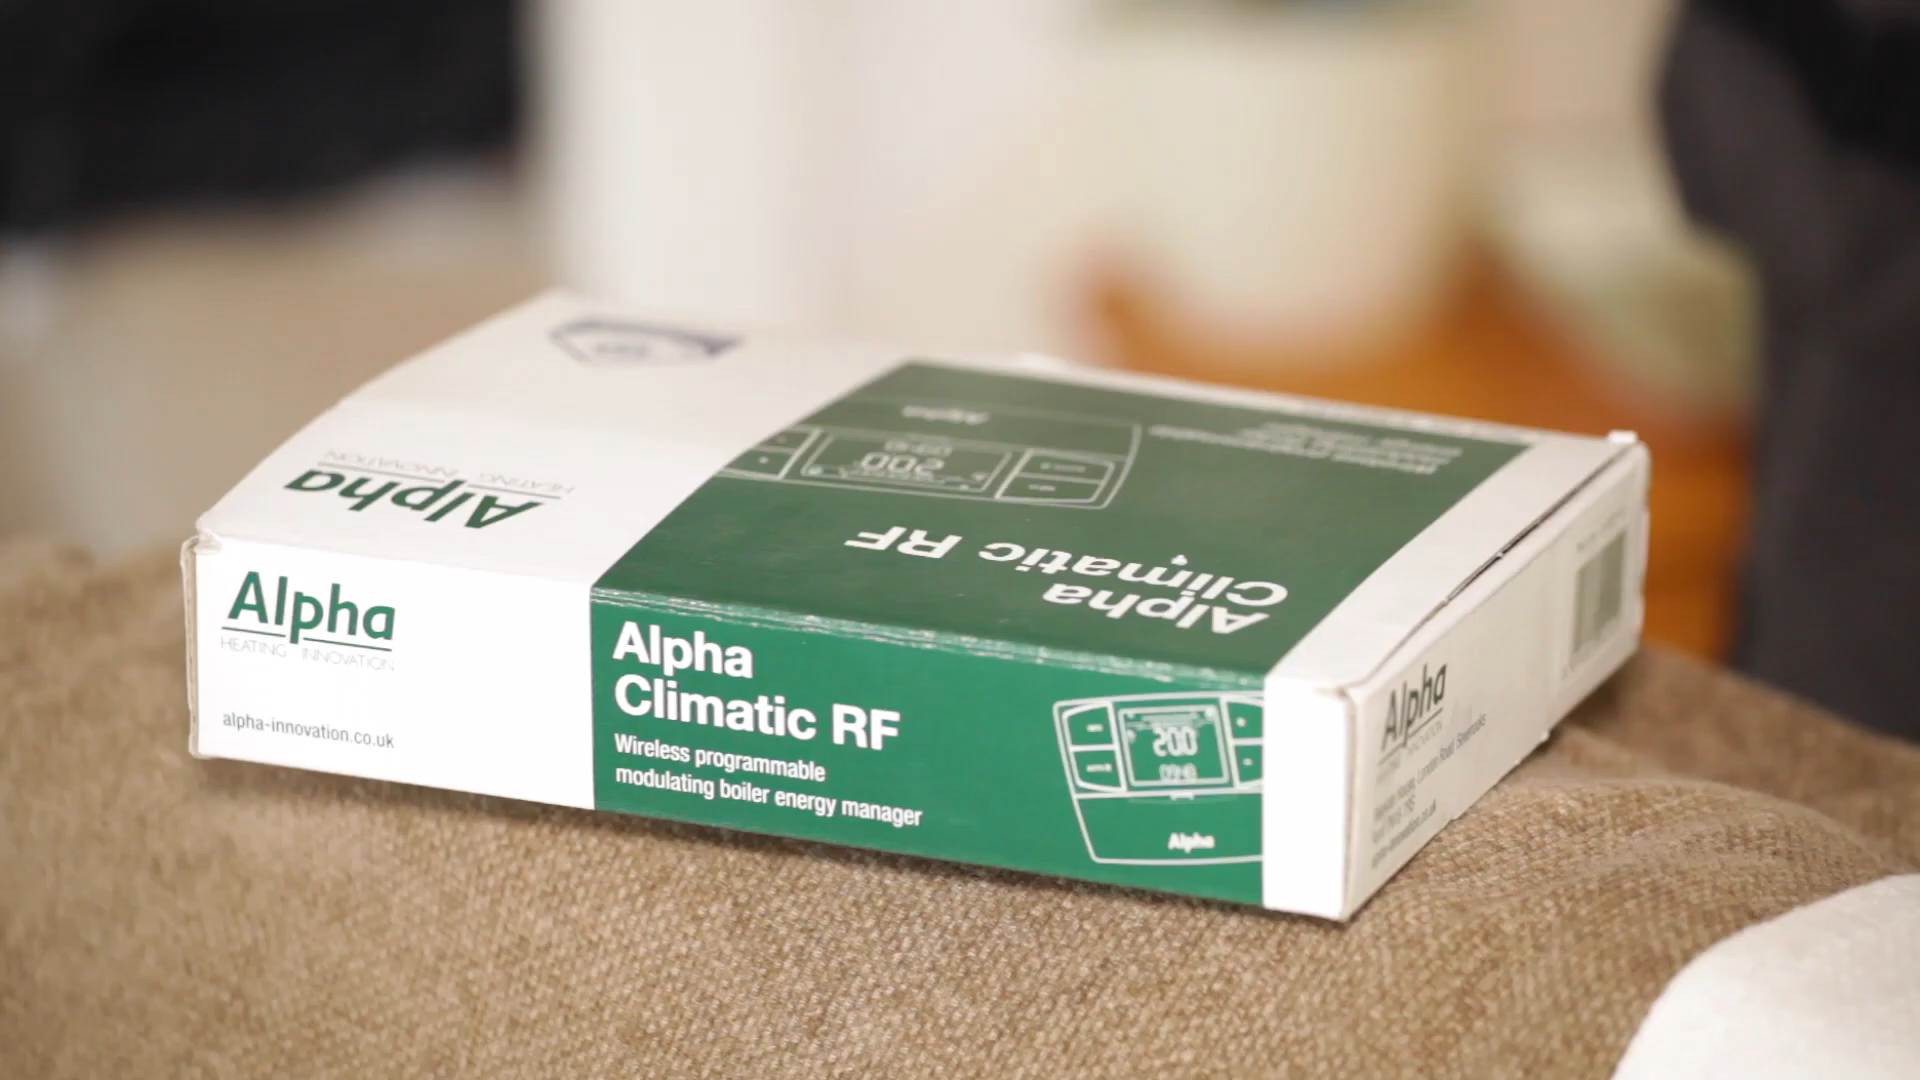 Alpha
HEATING INNOVATION
Alpha
Climatic RF
Alpha
HEATING INNOVATION
alpha-innovation.co.uk
Alpha
Climatic RF
Wireless programmable
modulating boiler energy manager
Alpha
Alpha